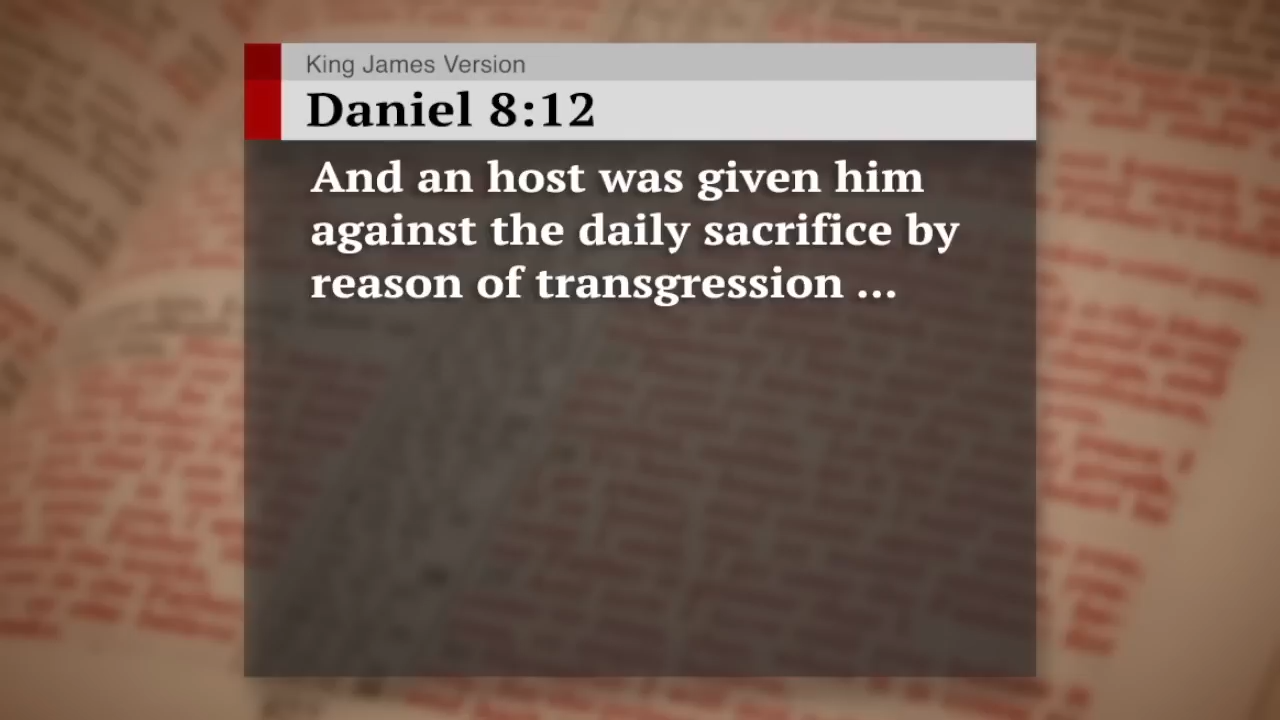 King James Version
Daniel 8:12
And an host was given him
against the daily sacrifice by
reason of transgression ...